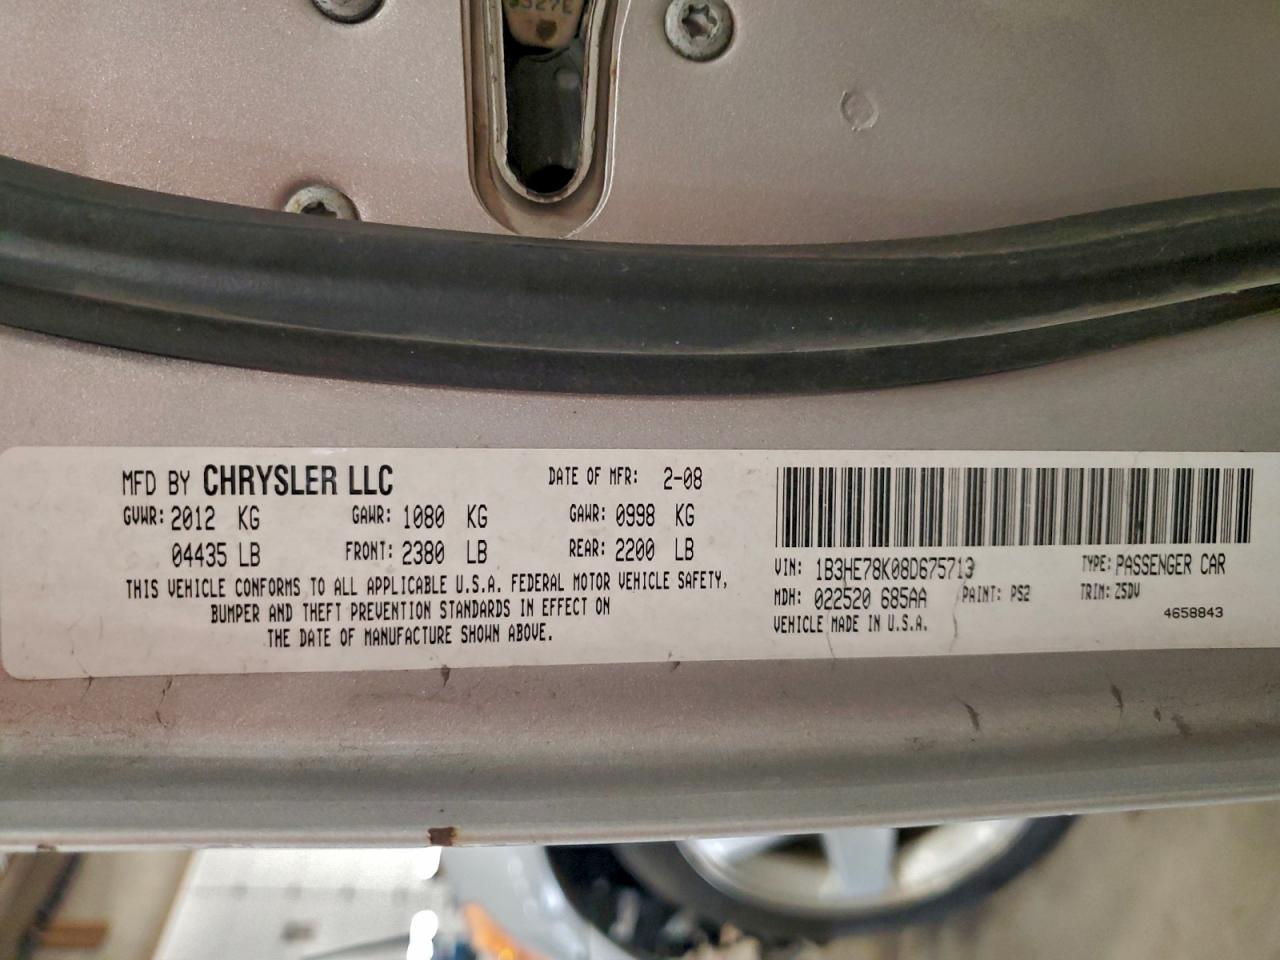 MFD BY CHRYSLER LLC DATE OF MFR: 2-08
GVWR: 2012 KG GAWR: 1080 KG GAWR: 0998 KG
04435 LB FRONT: 2380 LB REAR: 2200 LB
THIS VEHICLE CONFORMS TO ALL APPLICABLE U.S.A. FEDERAL MOTOR VEHICLE SAFETY,
BUMPER AND THEFT PREVENTION STANDARDS IN EFFECT ON
THE DATE OF MANUFACTURE SHOWN ABOVE.
VIN: 1B3HE78K08D675713 TYPE: PASSENGER CAR
MDH: 022520 685AA PAINT: PS2 TRIM: Z5DV
VEHICLE MADE IN U.S.A. 4658843